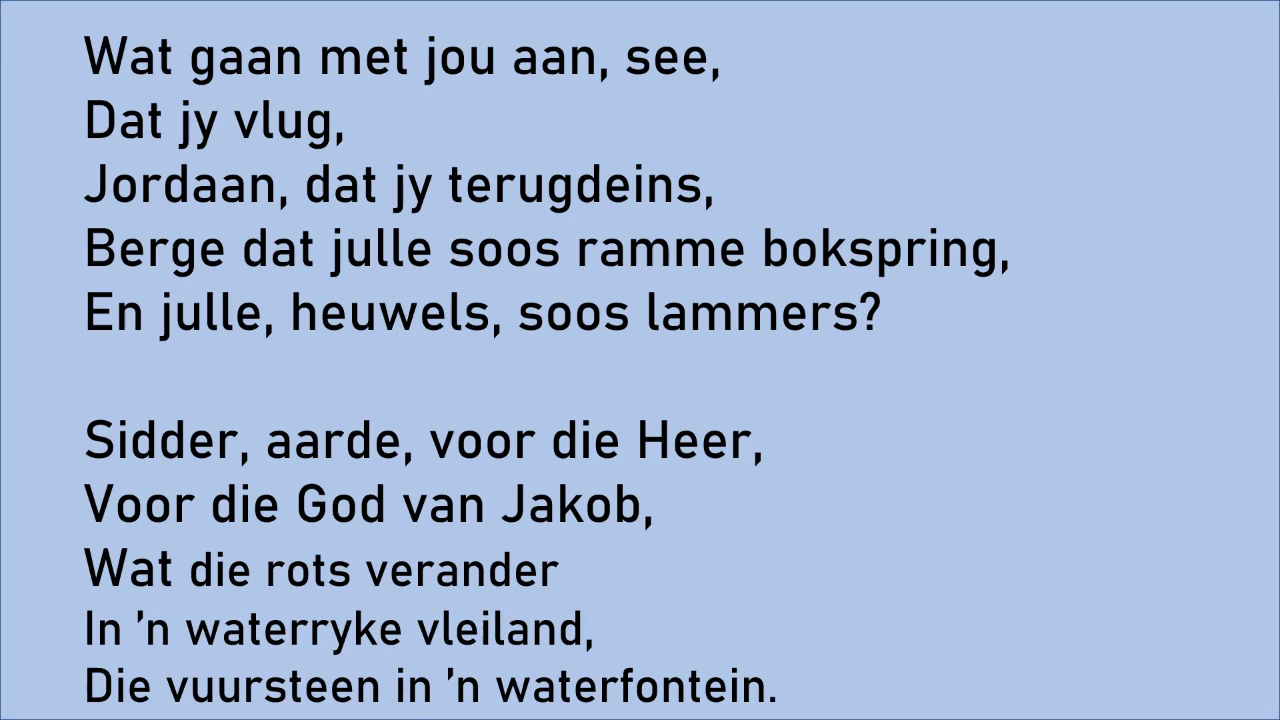 Wat gaan met jou aan, see,
Dat jy vlug,
Jordaan, dat jy terugdeins,
Berge dat julle soos ramme bokspring,
En julle, heuwels, soos lammers?
Sidder, aarde, voor die Heer,
Voor die God van Jakob,
Wat die rots verander
In ’n waterryke vleiland,
Die vuursteen in ’n waterfontein.